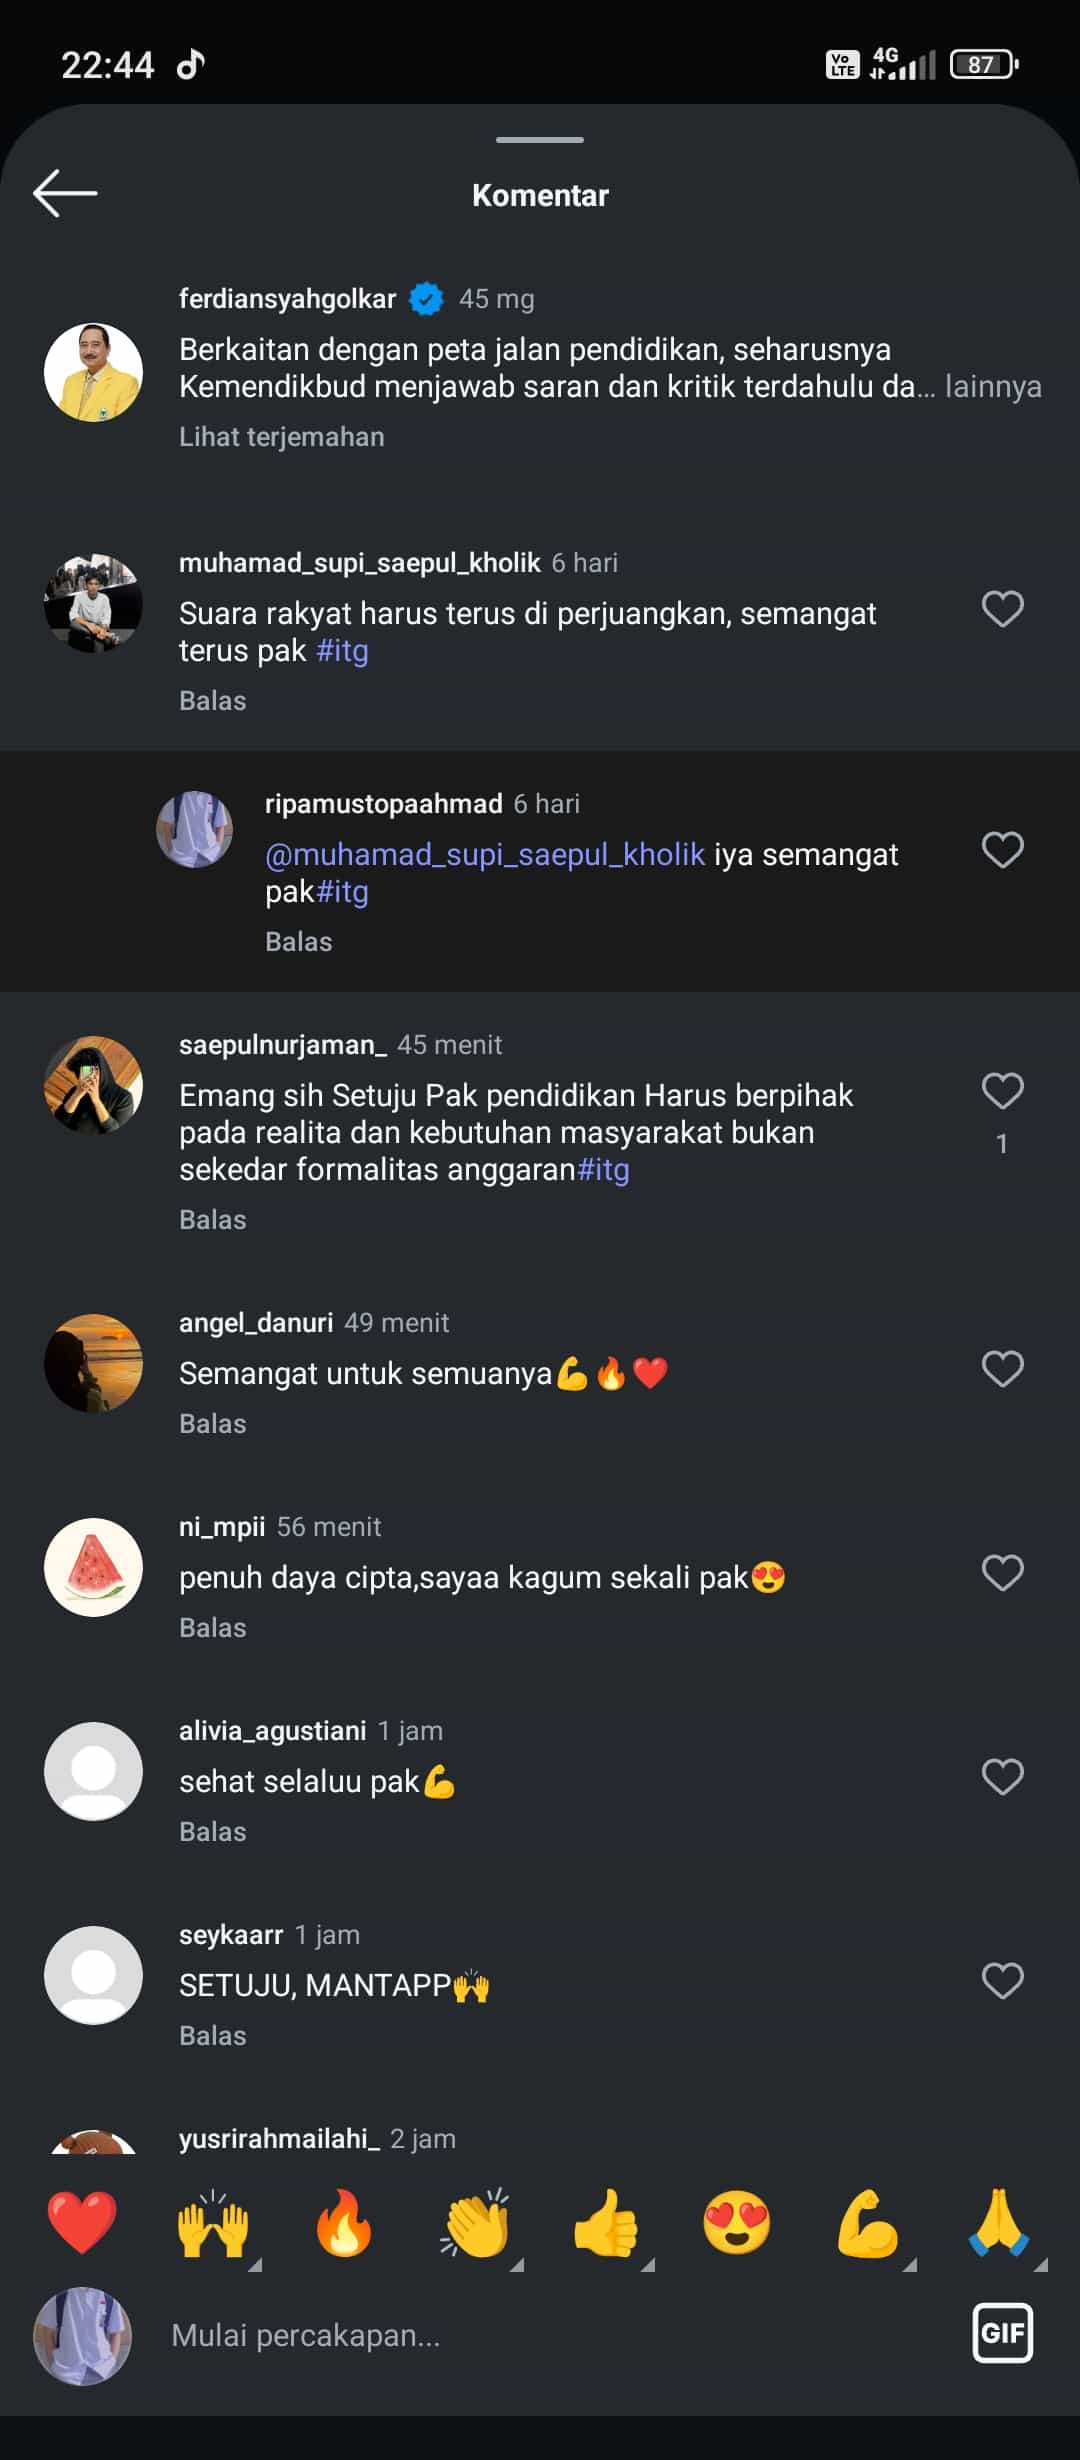 22:44
Vo LTE 4G 87
Komentar
ferdiansyahgolkar 45 mg
Berkaitan dengan peta jalan pendidikan, seharusnya
Kemendikbud menjawab saran dan kritik terdahulu da... lainnya
Lihat terjemahan
muhamad_supi_saepul_kholik 6 hari
Suara rakyat harus terus di perjuangkan, semangat
terus pak #itg
Balas
ripamustopaahmad 6 hari
@muhamad_supi_saepul_kholik iya semangat
pak#itg
Balas
saepulnurjaman_ 45 menit
Emang sih Setuju Pak pendidikan Harus berpihak
pada realita dan kebutuhan masyarakat bukan
sekedar formalitas anggaran#itg
1
Balas
angel_danuri 49 menit
Semangat untuk semuanya💪🔥❤️
Balas
ni_mpii 56 menit
penuh daya cipta,sayaa kagum sekali pak😍
Balas
alivia_agustiani 1 jam
sehat selaluu pak💪
Balas
seykaarr 1 jam
SETUJU, MANTAPP🙌
Balas
yusrirahmailahi_ 2 jam
Mulai percakapan...
GIF